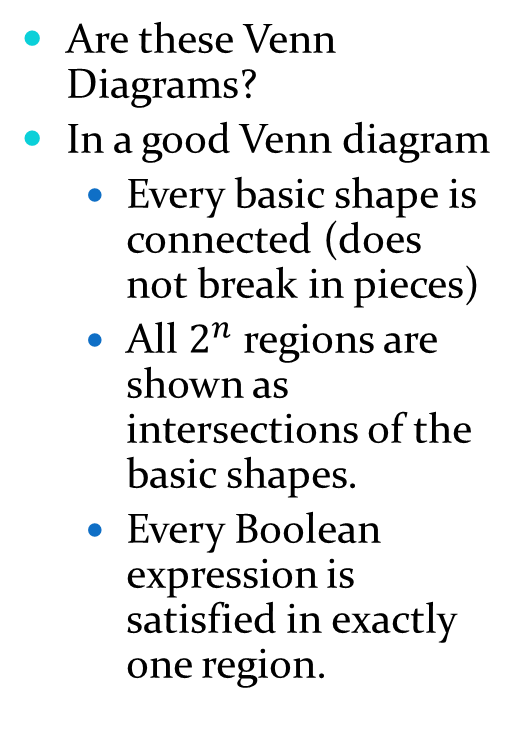 • Are these Venn
Diagrams?
• In a good Venn diagram
• Every basic shape is
connected (does
not break in pieces)
• All 2ⁿ regions are
shown as
intersections of the
basic shapes.
• Every Boolean
expression is
satisfied in exactly
one region.